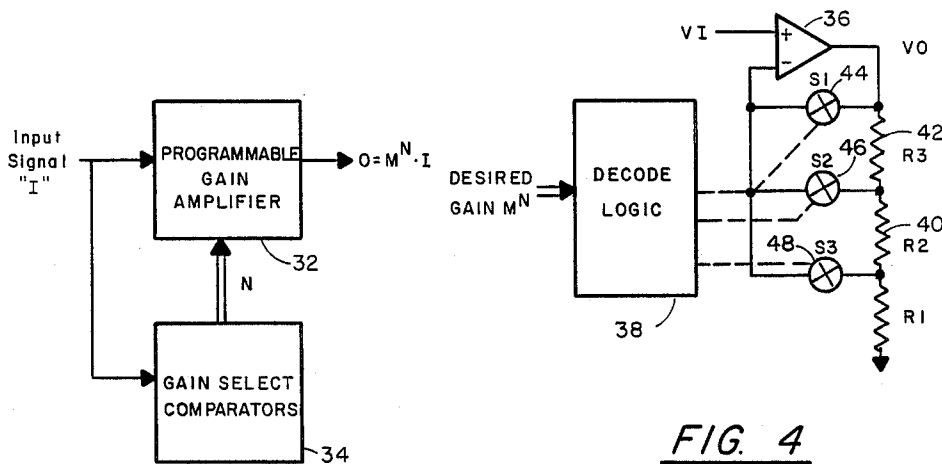 Input
Signal
"I"
PROGRAMMABLE
GAIN
AMPLIFIER
O=M^N·I
32
N
GAIN SELECT
COMPARATORS
34
VI
+
−
36
VO
S1
44
42
R3
S2
46
DESIRED
GAIN M^N
DECODE
LOGIC
38
40
R2
48
S3
R1
FIG. 4